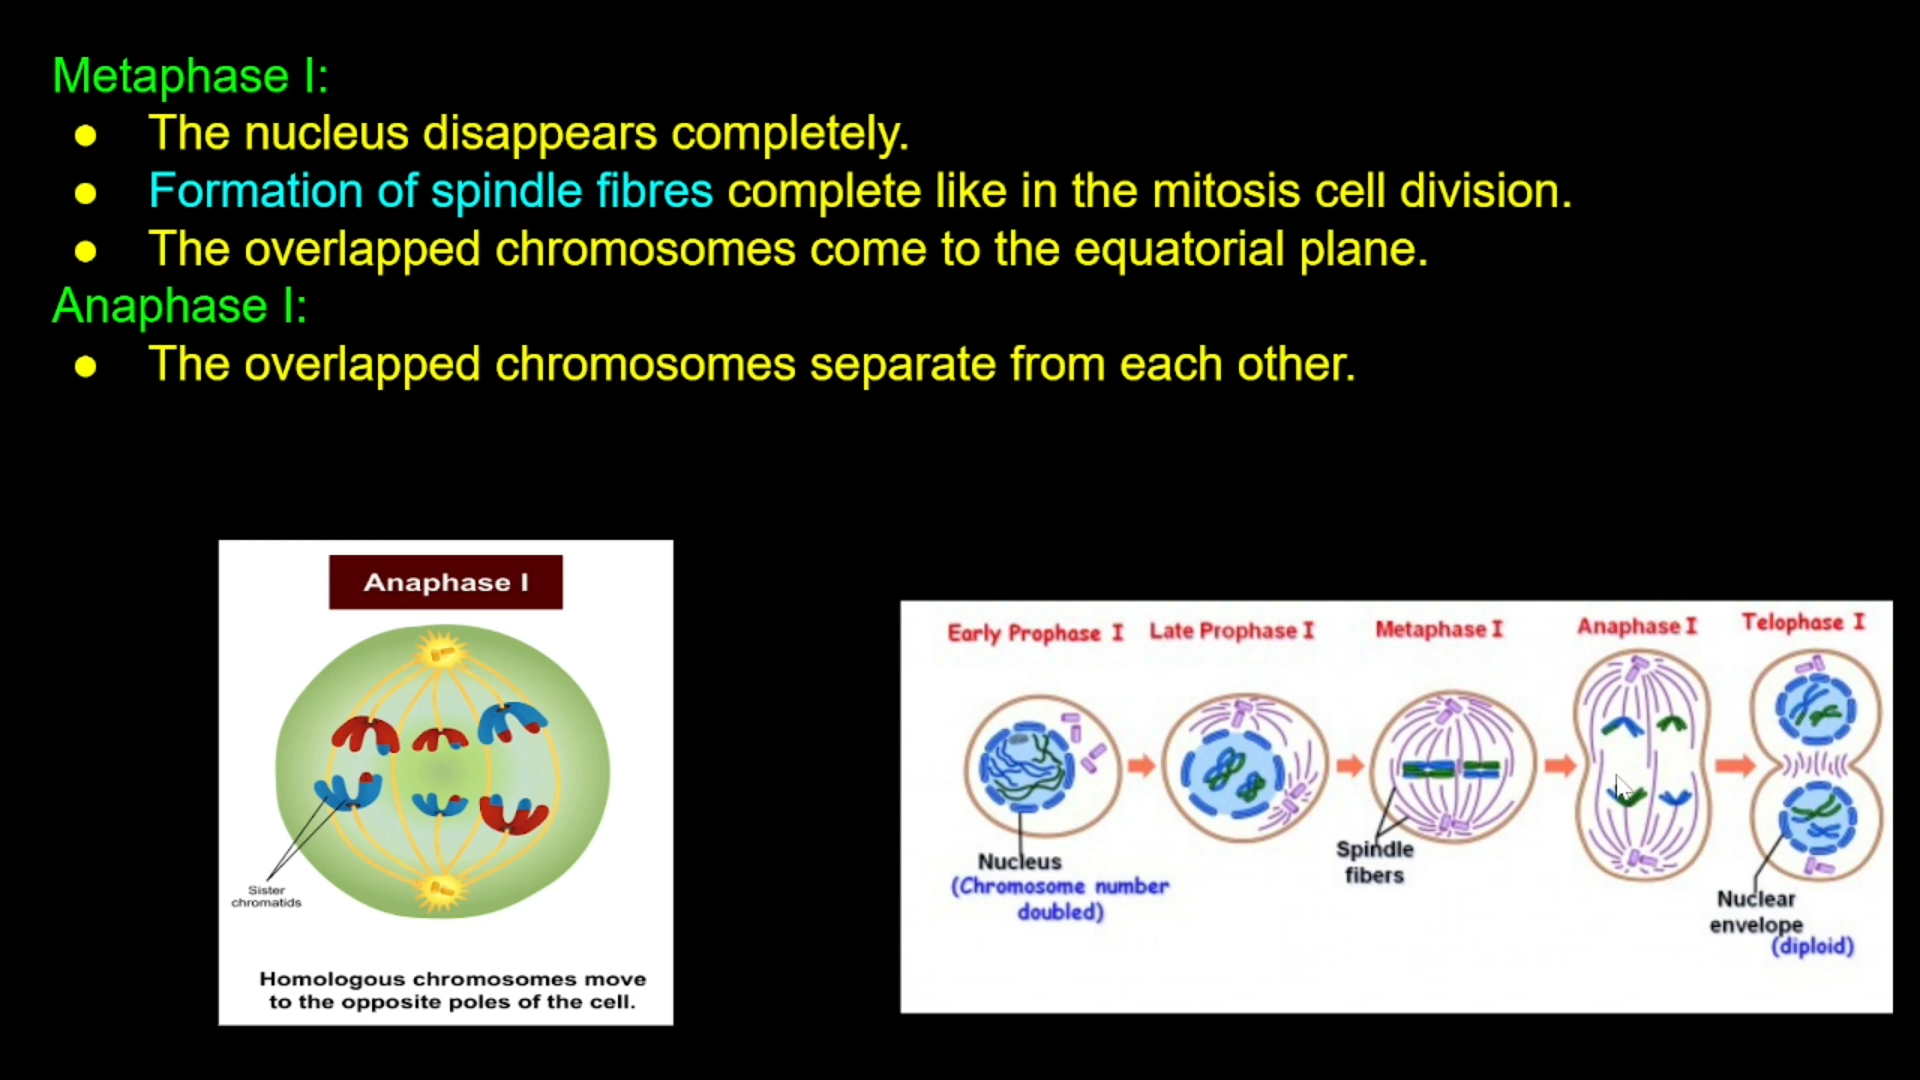 Metaphase I:
● The nucleus disappears completely.
● Formation of spindle fibres complete like in the mitosis cell division.
● The overlapped chromosomes come to the equatorial plane.
Anaphase I:
● The overlapped chromosomes separate from each other.
Anaphase I
Sister
chromatids
Homologous chromosomes move
to the opposite poles of the cell.
Early Prophase I
Late Prophase I
Metaphase I
Anaphase I
Telophase I
Nucleus
(Chromosome number
doubled)
Spindle
fibers
Nuclear
envelope
(diploid)